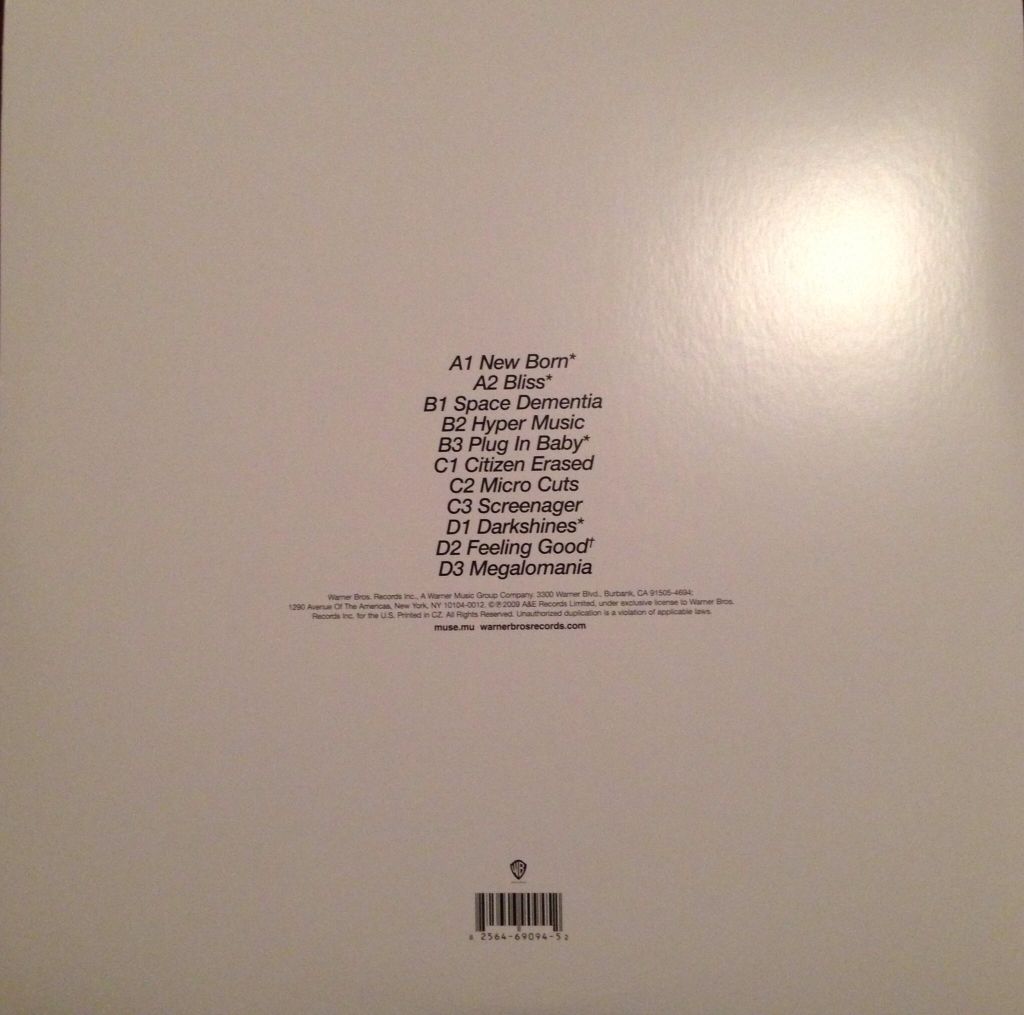 A1 New Born*
A2 Bliss*
B1 Space Dementia
B2 Hyper Music
B3 Plug In Baby*
C1 Citizen Erased
C2 Micro Cuts
C3 Screenager
D1 Darkshines*
D2 Feeling Good†
D3 Megalomania
Warner Bros. Records Inc., A Warner Music Group Company. 3300 Warner Blvd., Burbank, CA 91505-4694;
1290 Avenue Of The Americas, New York, NY 10104-0012. ©℗2009 A&E Records Limited, under exclusive license to Warner Bros.
Records Inc. for the U.S. Printed in CZ. All Rights Reserved. Unauthorized duplication is a violation of applicable laws.
muse.mu warnerbrosrecords.com
WB
8 2564-69094-5 2